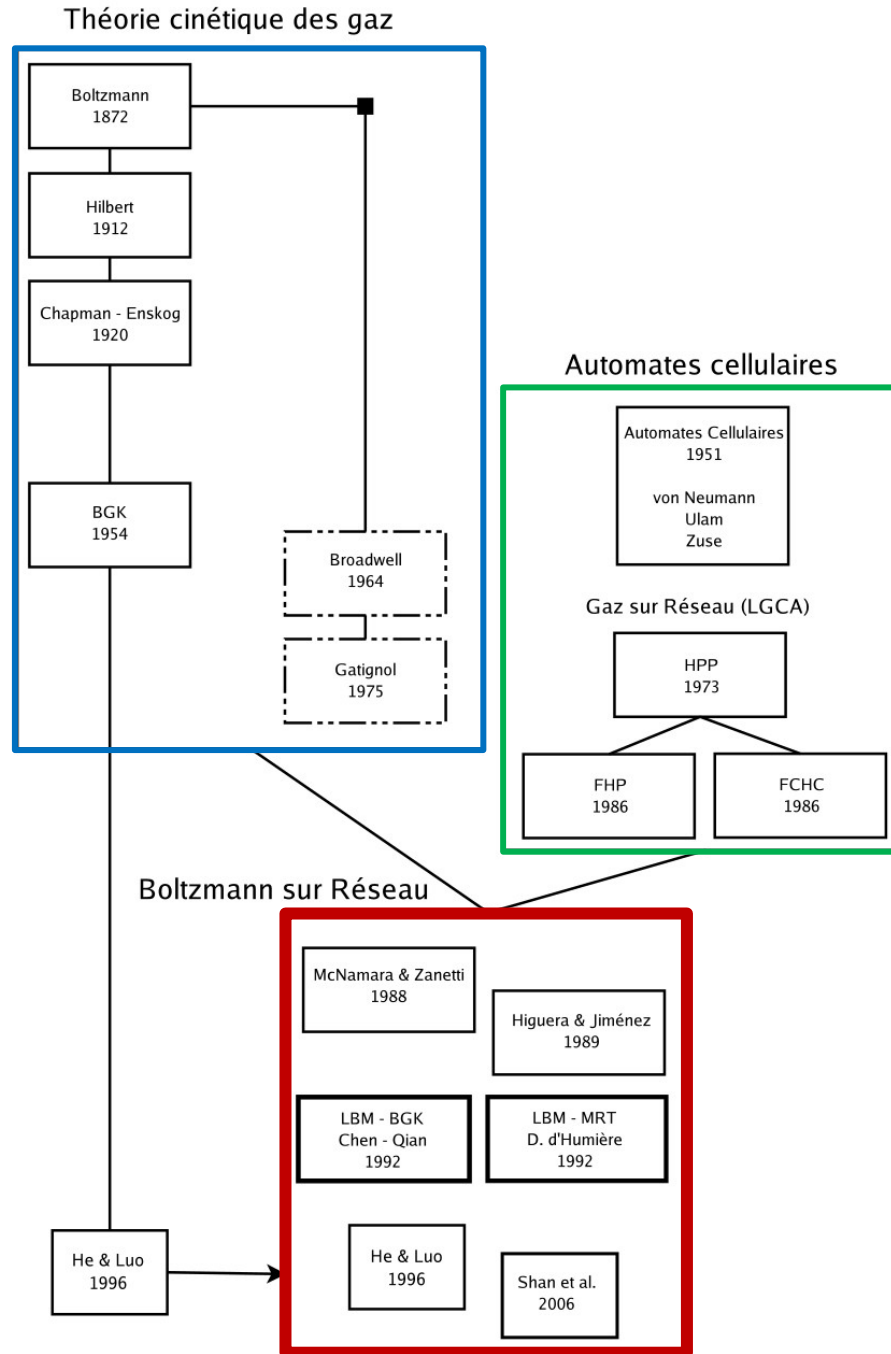 Théorie cinétique des gaz
Boltzmann
1872
Hilbert
1912
Chapman - Enskog
1920
BGK
1954
Broadwell
1964
Gatignol
1975
Automates cellulaires
Automates Cellulaires
1951
von Neumann
Ulam
Zuse
Gaz sur Réseau (LGCA)
HPP
1973
FHP
1986
FCHC
1986
Boltzmann sur Réseau
McNamara & Zanetti
1988
Higuera & Jiménez
1989
LBM - BGK
Chen - Qian
1992
LBM - MRT
D. d'Humière
1992
He & Luo
1996
He & Luo
1996
Shan et al.
2006